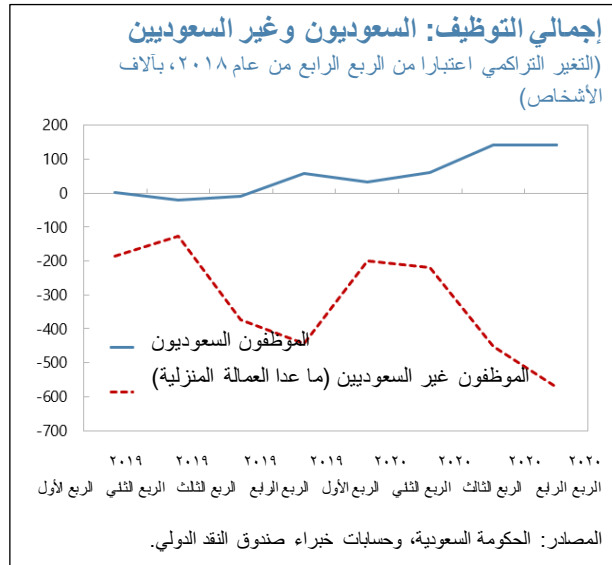 إجمالي التوظيف: السعوديون وغير السعوديين
(التغير التراكمي اعتبارا من الربع الرابع من عام ٢٠١٨، بآلاف
الأشخاص)
200
100
0
-100
-200
-300
-400
-500
-600
-700
الموظفون السعوديون
الموظفون غير السعوديين (ما عدا العمالة المنزلية)
٢٠١٩ ٢٠١٩ ٢٠١٩ ٢٠١٩ ٢٠٢٠ ٢٠٢٠ ٢٠٢٠ ٢٠٢٠
الربع الأول الربع الثاني الربع الثالث الربع الرابع الربع الأول الربع الثاني الربع الثالث الربع الرابع
المصادر: الحكومة السعودية، وحسابات خبراء صندوق النقد الدولي.